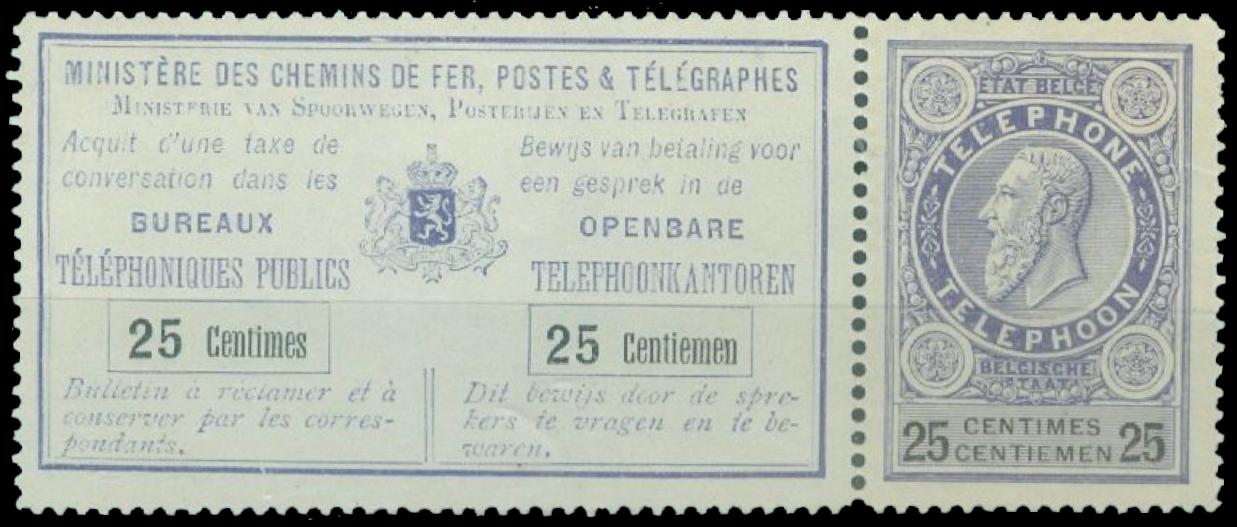 MINISTÈRE DES CHEMINS DE FER, POSTES & TÉLÉGRAPHES
MINISTERIE VAN SPOORWEGEN, POSTERIJEN EN TELEGRAFEN
Acquit d'une taxe de
conversation dans les
BUREAUX
TÉLÉPHONIQUES PUBLICS
25 Centimes
Bulletin à réclamer et à
conserver par les corres-
pondants.
Bewijs van betaling voor
een gesprek in de
OPENBARE
TELEPHOONKANTOREN
25 Centiemen
Dit bewijs door de spre-
kers te vragen en te be-
waren.
ETAT BELGE
TELEPHONE
TELEPHOON
BELGISCHE
STAAT
25 CENTIMES 25
CENTIEMEN